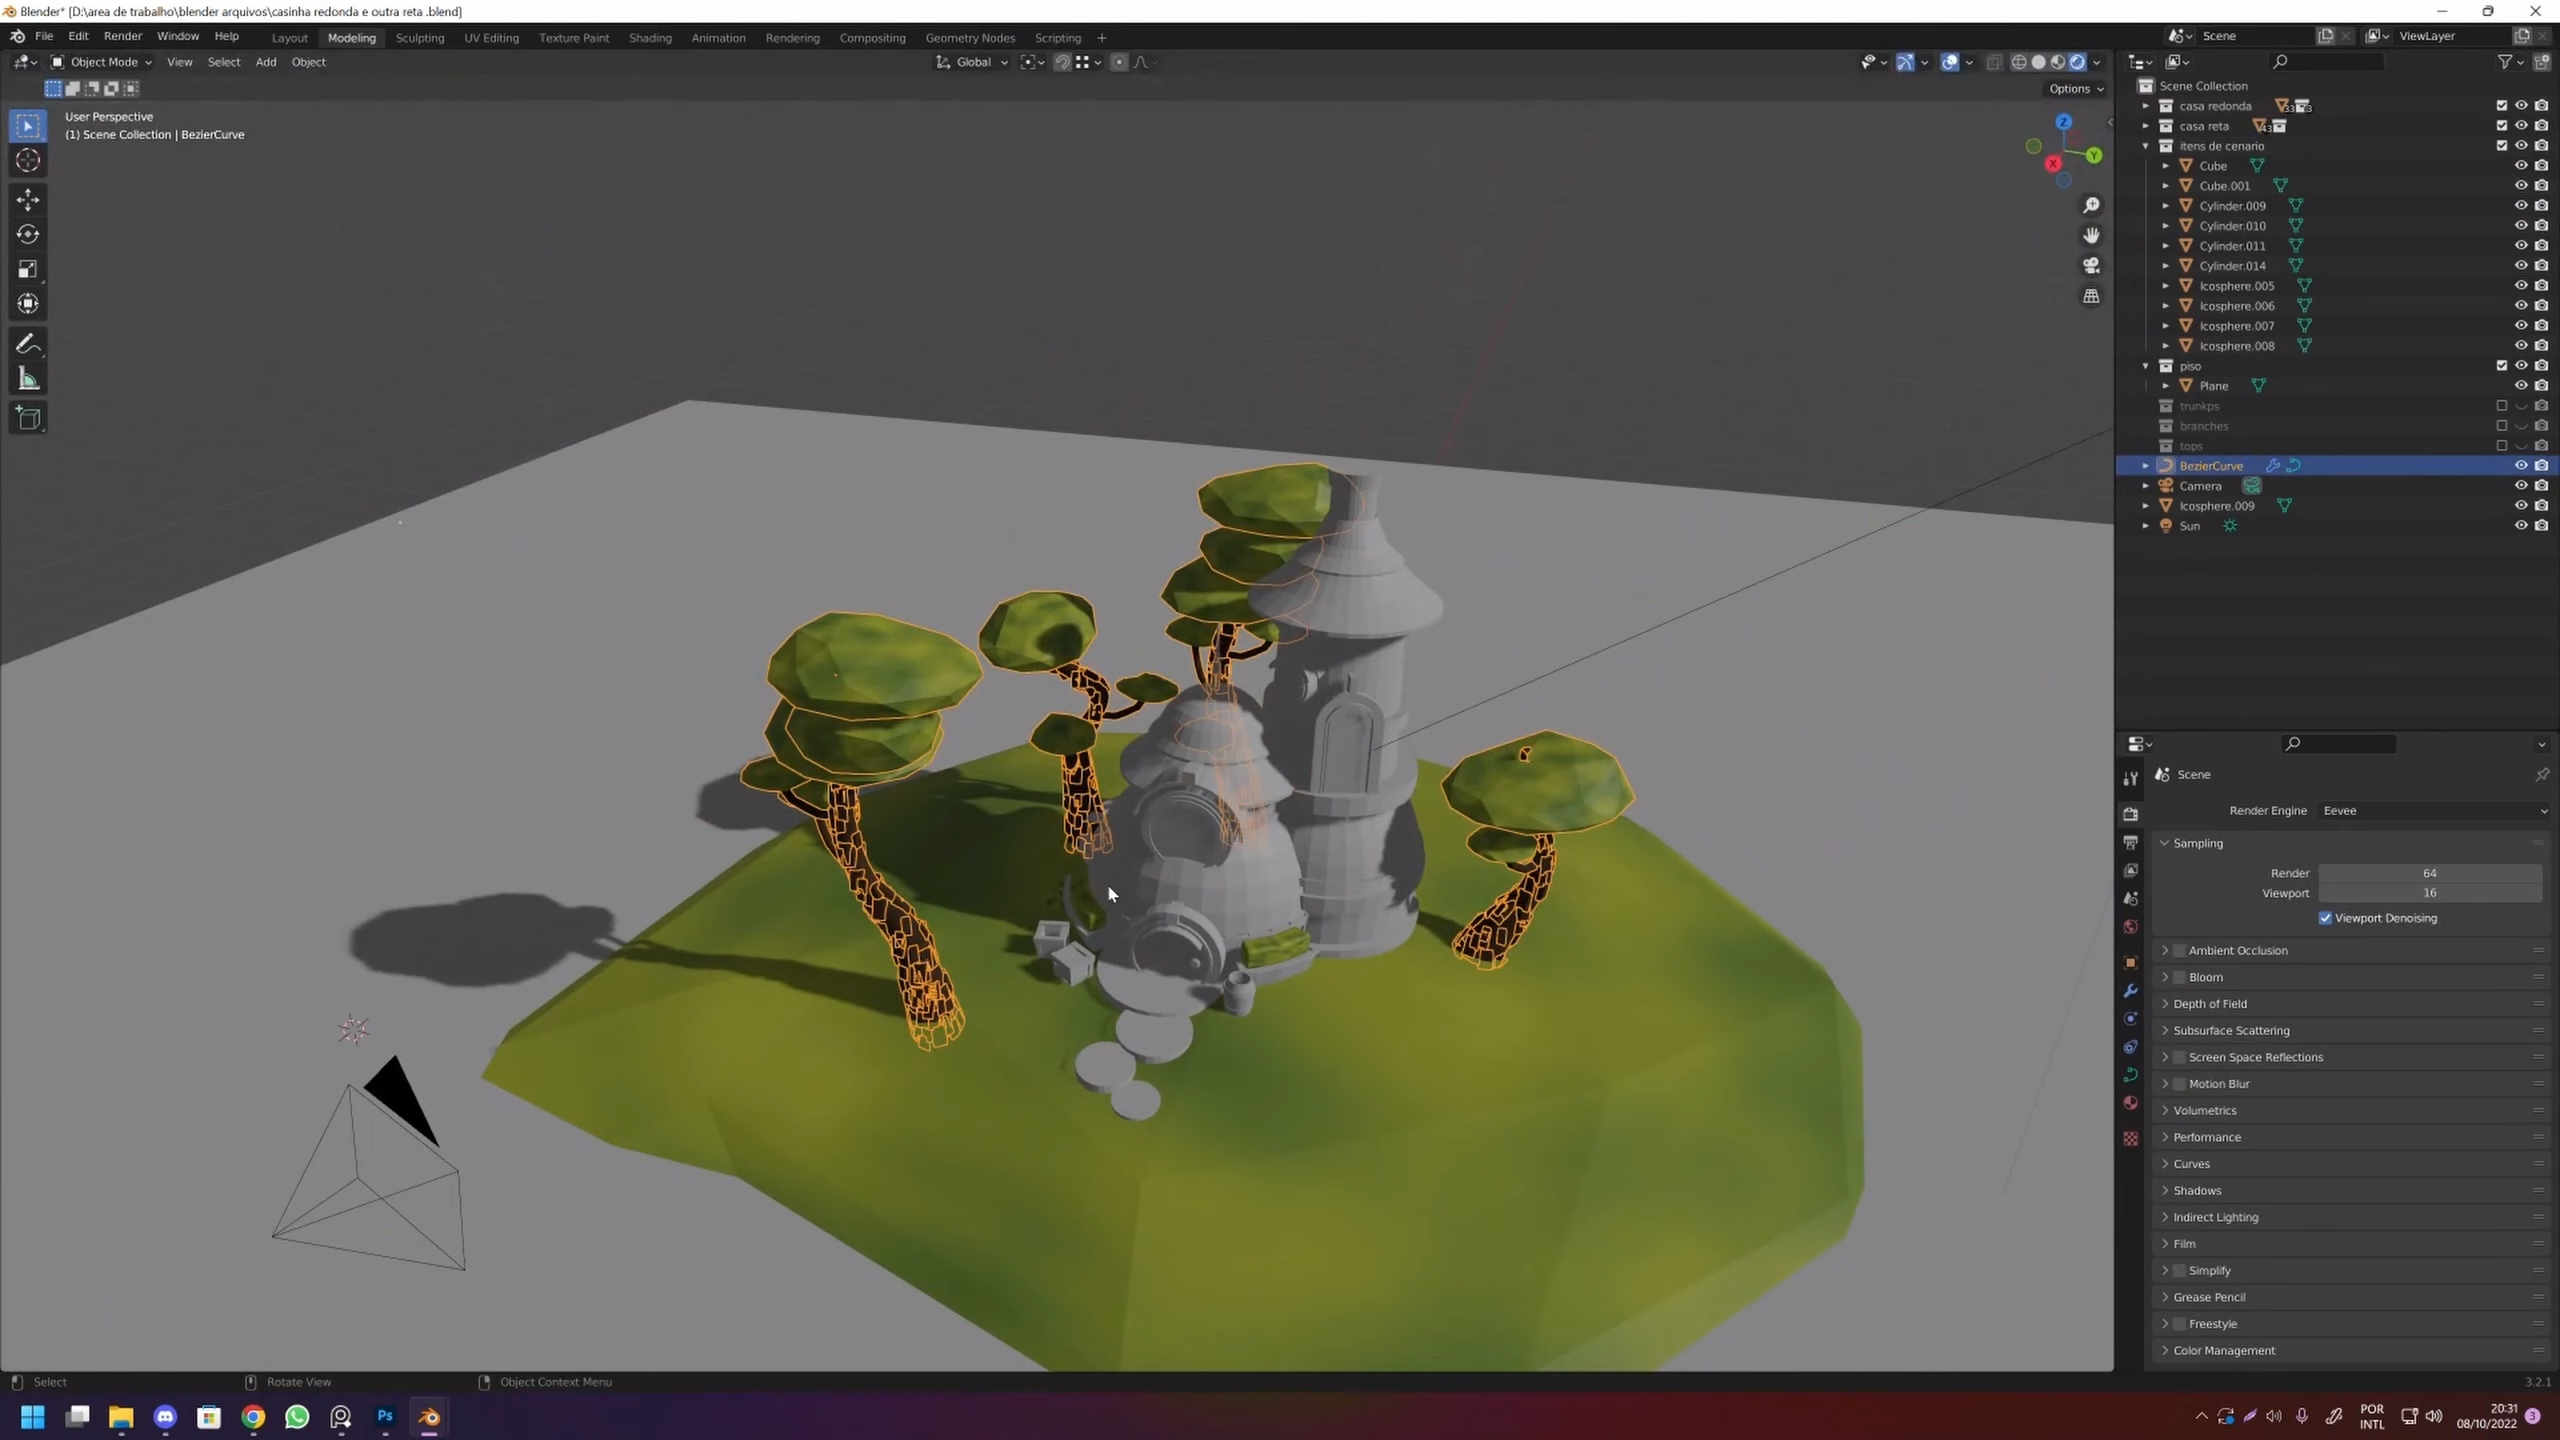 Blender* [D:\area de trabalho\blender arquivos\casinha redonda e outra reta .blend]
File Edit Render Window Help Layout Modeling Sculpting UV Editing Texture Paint Shading Animation Rendering Compositing Geometry Nodes Scripting + Scene ViewLayer
Object Mode View Select Add Object Global
Options
User Perspective
(1) Scene Collection | BezierCurve
Z
Y
X
Scene Collection
casa redonda 33 3
casa reta 43
itens de cenario
Cube
Cube.001
Cylinder.009
Cylinder.010
Cylinder.011
Cylinder.014
Icosphere.005
Icosphere.006
Icosphere.007
Icosphere.008
piso
Plane
trunkps
branches
tops
BezierCurve
Camera
Icosphere.009
Sun
Scene
Render Engine Eevee
Sampling
Render 64
Viewport 16
Viewport Denoising
Ambient Occlusion
Bloom
Depth of Field
Subsurface Scattering
Screen Space Reflections
Motion Blur
Volumetrics
Performance
Curves
Shadows
Indirect Lighting
Film
Simplify
Grease Pencil
Freestyle
Color Management
Select Rotate View Object Context Menu 3.2.1
Ps
POR
INTL
20:31
08/10/2022
3